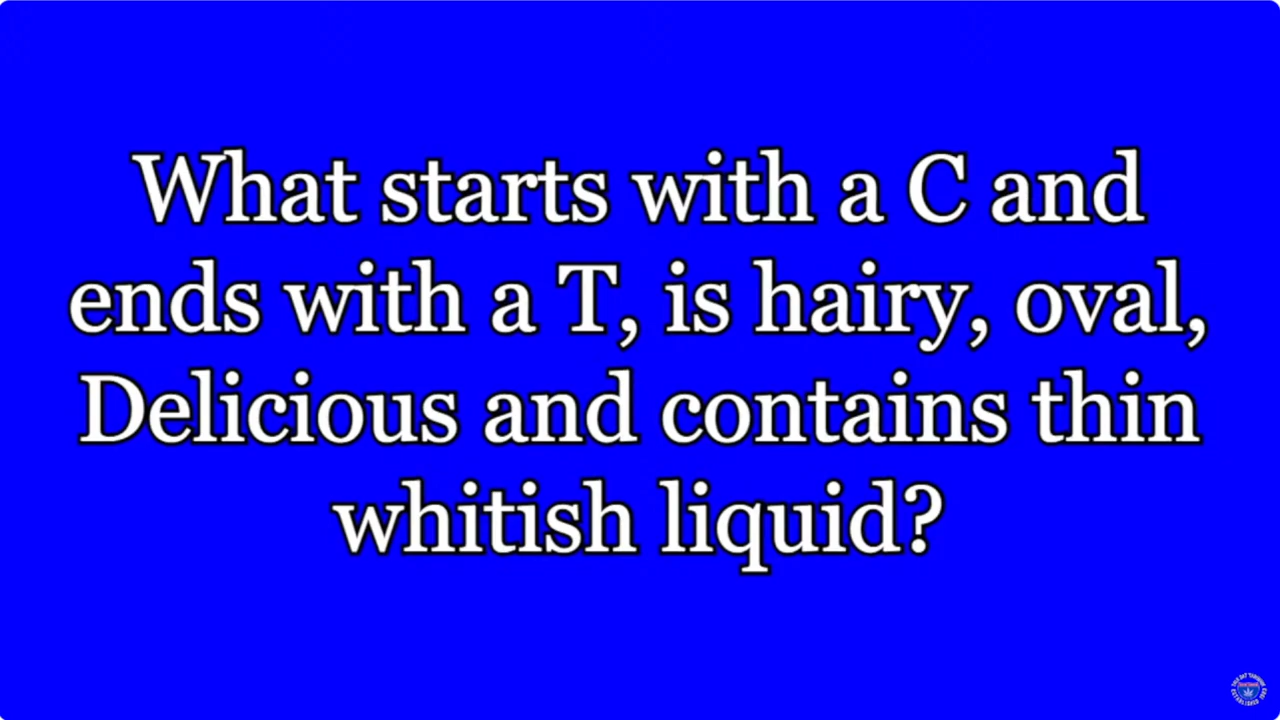 What starts with a C and
ends with a T, is hairy, oval,
Delicious and contains thin
whitish liquid?